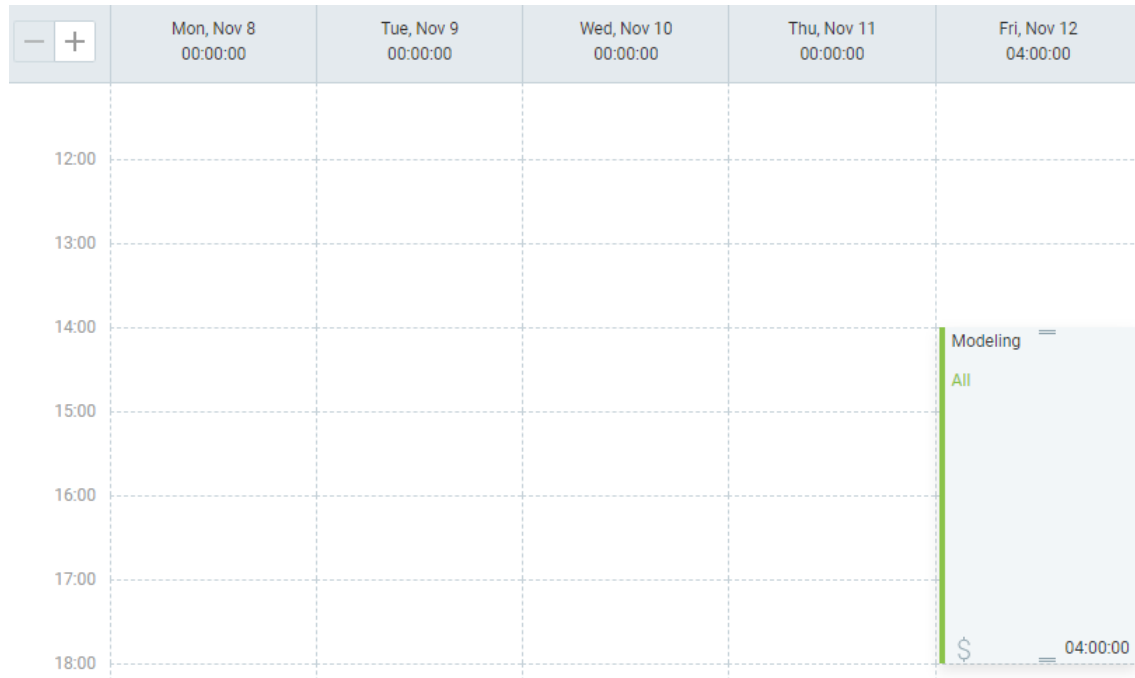 Mon, Nov 8
00:00:00
Tue, Nov 9
00:00:00
Wed, Nov 10
00:00:00
Thu, Nov 11
00:00:00
Fri, Nov 12
04:00:00
12:00
13:00
14:00
Modeling
All
15:00
16:00
17:00
$ 04:00:00
18:00